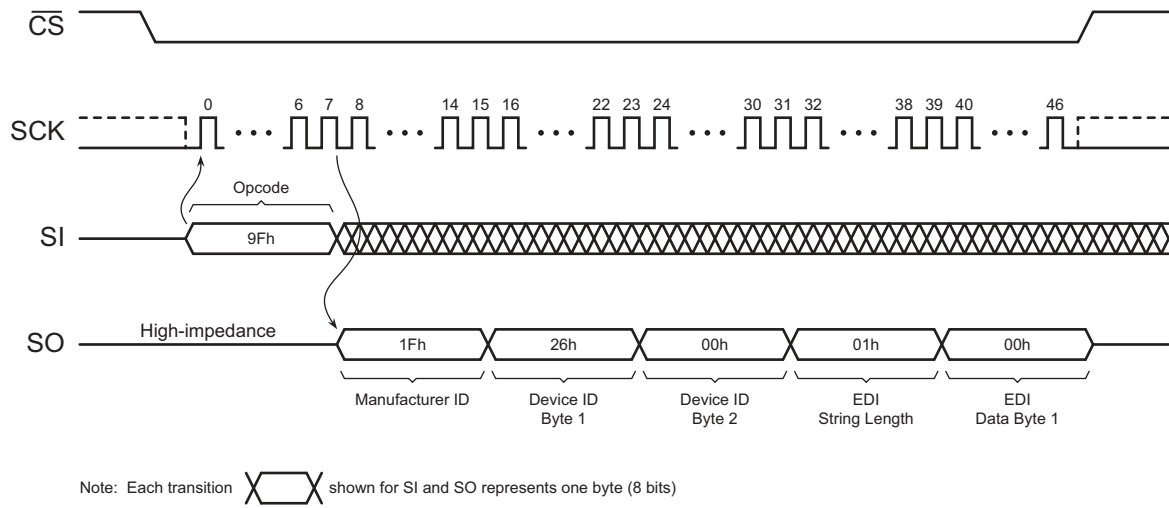 CS
SCK
0 6 7 8 14 15 16 22 23 24 30 31 32 38 39 40 46
Opcode
SI
9Fh
High-impedance
SO
1Fh 26h 00h 01h 00h
Manufacturer ID Device ID Device ID EDI EDI
Byte 1 Byte 2 String Length Data Byte 1
Note: Each transition shown for SI and SO represents one byte (8 bits)